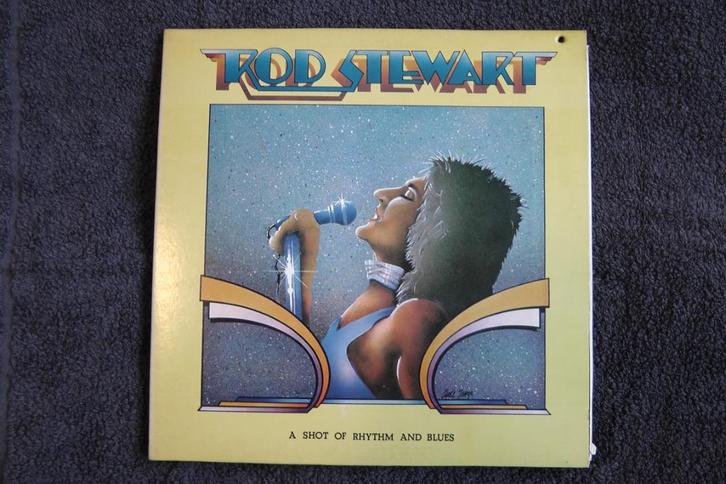 ROD STEWART
A SHOT OF RHYTHM AND BLUES